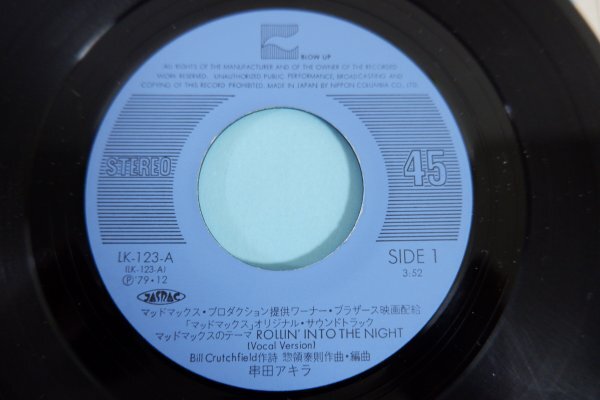 BLOW UP
ALL RIGHTS OF THE MANUFACTURER AND OF THE OWNER OF THE RECORDED
WORK RESERVED. UNAUTHORIZED PUBLIC PERFORMANCE, BROADCASTING AND
COPYING OF THIS RECORD PROHIBITED. MADE IN JAPAN BY NIPPON COLUMBIA CO., LTD.
STEREO
45
LK-123-A
(LK-123-A)
Ⓟ'79・12
JASRAC
SIDE 1
3:52
マッドマックス・プロダクション提供ワーナー・ブラザース映画配給
「マッドマックス」オリジナル・サウンドトラック
マッドマックスのテーマ ROLLIN' INTO THE NIGHT
(Vocal Version)
Bill Crutchfield作詩 惣領泰則作曲・編曲
串田アキラ